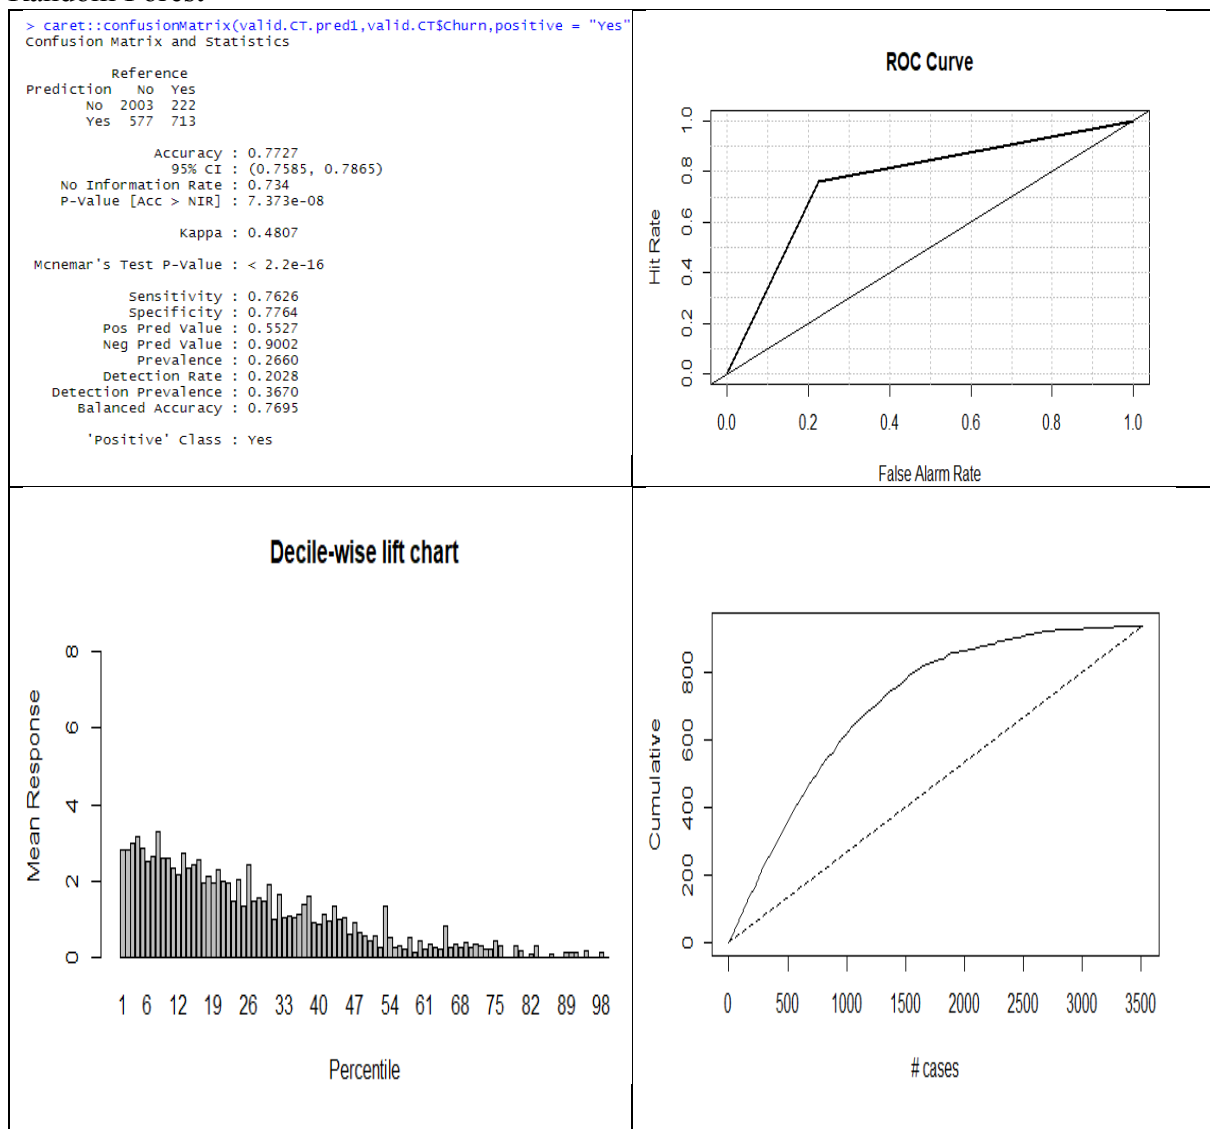 > caret::confusionMatrix(valid.CT.pred1,valid.CT$Churn,positive = "Yes"
Confusion Matrix and Statistics
Reference
Prediction No Yes
No 2003 222
Yes 577 713
Accuracy : 0.7727
95% CI : (0.7585, 0.7865)
No Information Rate : 0.734
P-Value [Acc > NIR] : 7.373e-08
Kappa : 0.4807
Mcnemar's Test P-Value : < 2.2e-16
Sensitivity : 0.7626
Specificity : 0.7764
Pos Pred Value : 0.5527
Neg Pred Value : 0.9002
Prevalence : 0.2660
Detection Rate : 0.2028
Detection Prevalence : 0.3670
Balanced Accuracy : 0.7695
'Positive' Class : Yes
ROC Curve
Hit Rate
1.0
0.8
0.6
0.4
0.2
0.0
0.0 0.2 0.4 0.6 0.8 1.0
False Alarm Rate
Decile-wise lift chart
Mean Response
8
6
4
2
0
1 6 12 19 26 33 40 47 54 61 68 75 82 89 98
Percentile
Cumulative
800
600
400
200
0
0 500 1000 1500 2000 2500 3000 3500
# cases